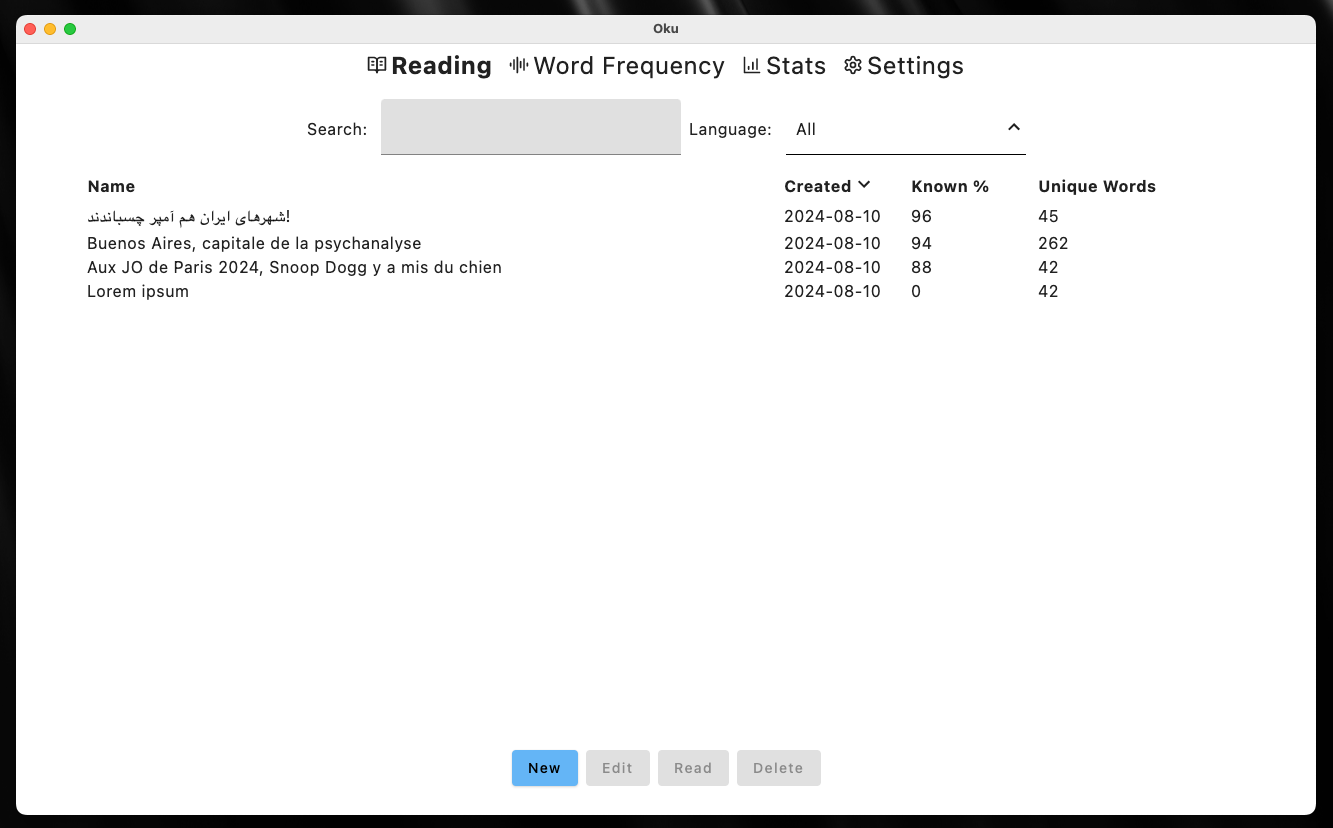 Oku
Reading Word Frequency Stats Settings
Search: Language: All
Name Created Known % Unique Words
شهرهای ایران هم آمپر چسباندند! 2024-08-10 96 45
Buenos Aires, capitale de la psychanalyse 2024-08-10 94 262
Aux JO de Paris 2024, Snoop Dogg y a mis du chien 2024-08-10 88 42
Lorem ipsum 2024-08-10 0 42
New Edit Read Delete